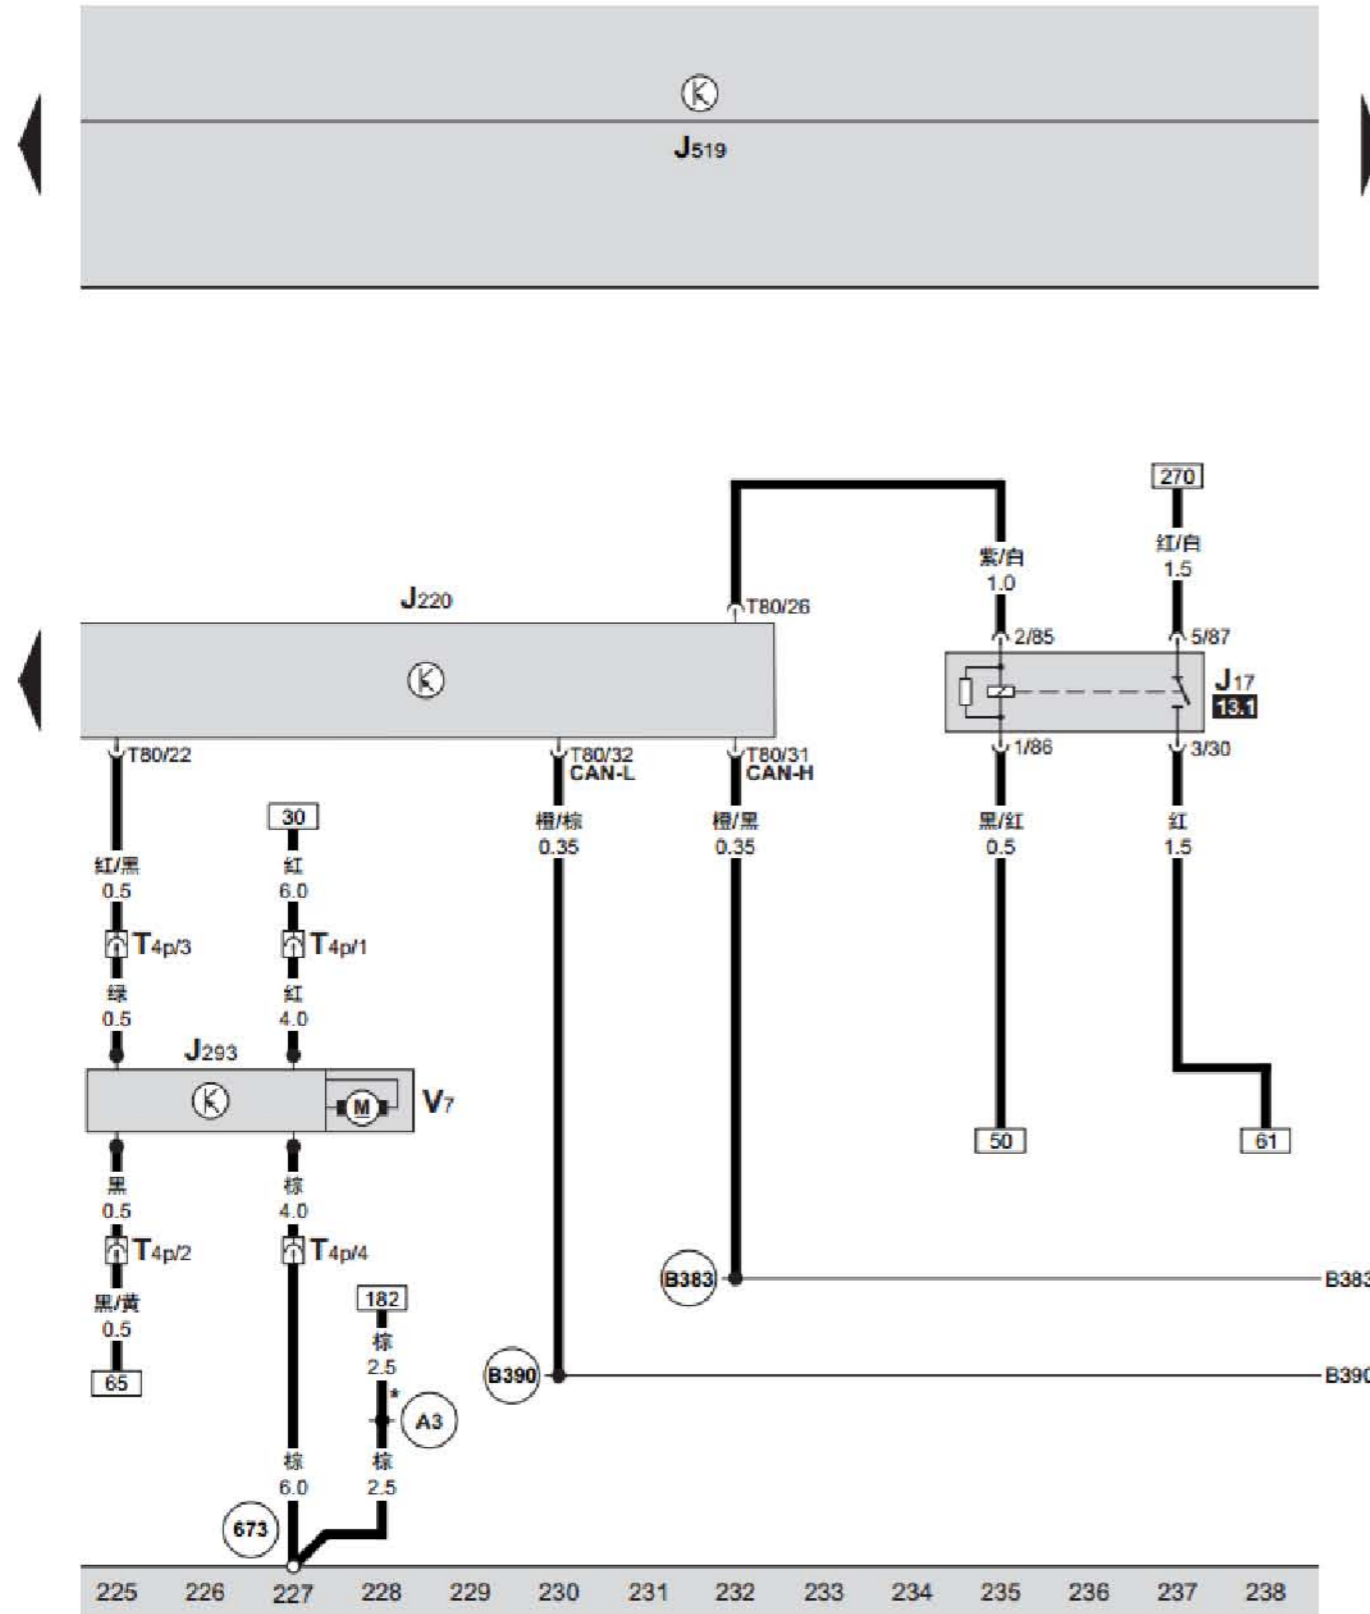 J519
270
紫/白
1.0
红/白
1.5
J220
T80/26
2/85
5/87
J17
13.1
T80/22
T80/32
CAN-L
T80/31
CAN-H
1/86
3/30
30
红/黑
0.5
红
6.0
橙/棕
0.35
橙/黑
0.35
黑/红
0.5
红
1.5
T4p/3
T4p/1
绿
0.5
红
4.0
J293
M
V7
50
61
黑
0.5
棕
4.0
T4p/2
T4p/4
黑/黄
0.5
65
182
棕
2.5
*
A3
B383
B383
B390
B390
棕
6.0
棕
2.5
673
225 226 227 228 229 230 231 232 233 234 235 236 237 238